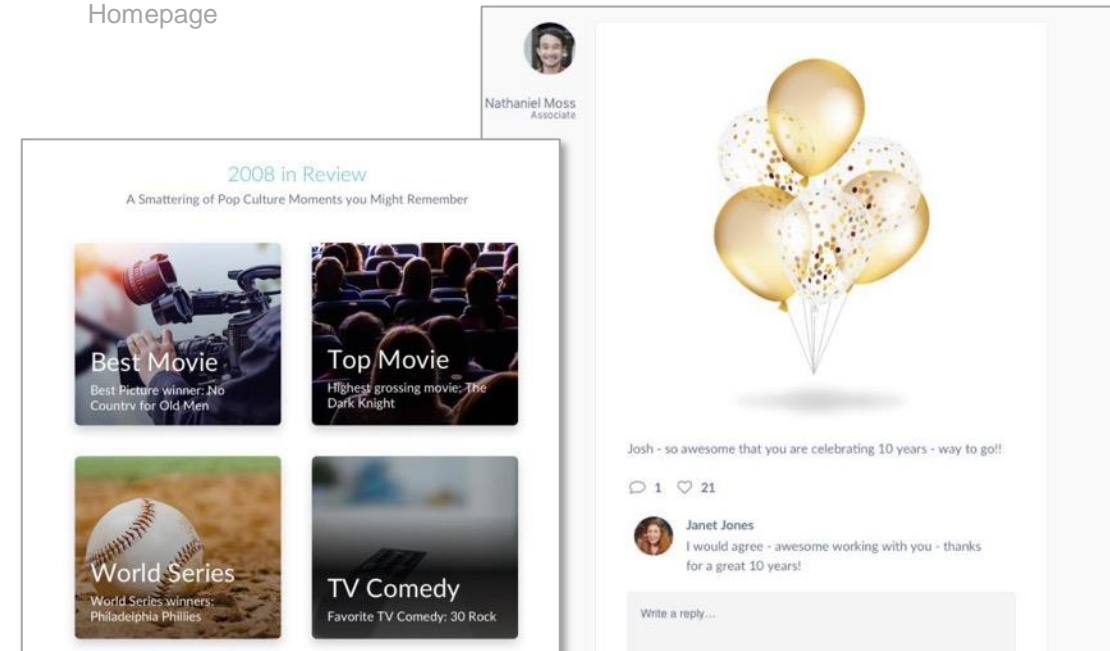 Homepage
Nathaniel Moss
Associate
2008 in Review
A Smattering of Pop Culture Moments you Might Remember
Best Movie
Best Picture winner: No
Country for Old Men
Top Movie
Highest grossing movie: The
Dark Knight
World Series
World Series winners:
Philadelphia Phillies
TV Comedy
Favorite TV Comedy: 30 Rock
Josh - so awesome that you are celebrating 10 years - way to go!!
1 21
Janet Jones
I would agree - awesome working with you - thanks
for a great 10 years!
Write a reply...